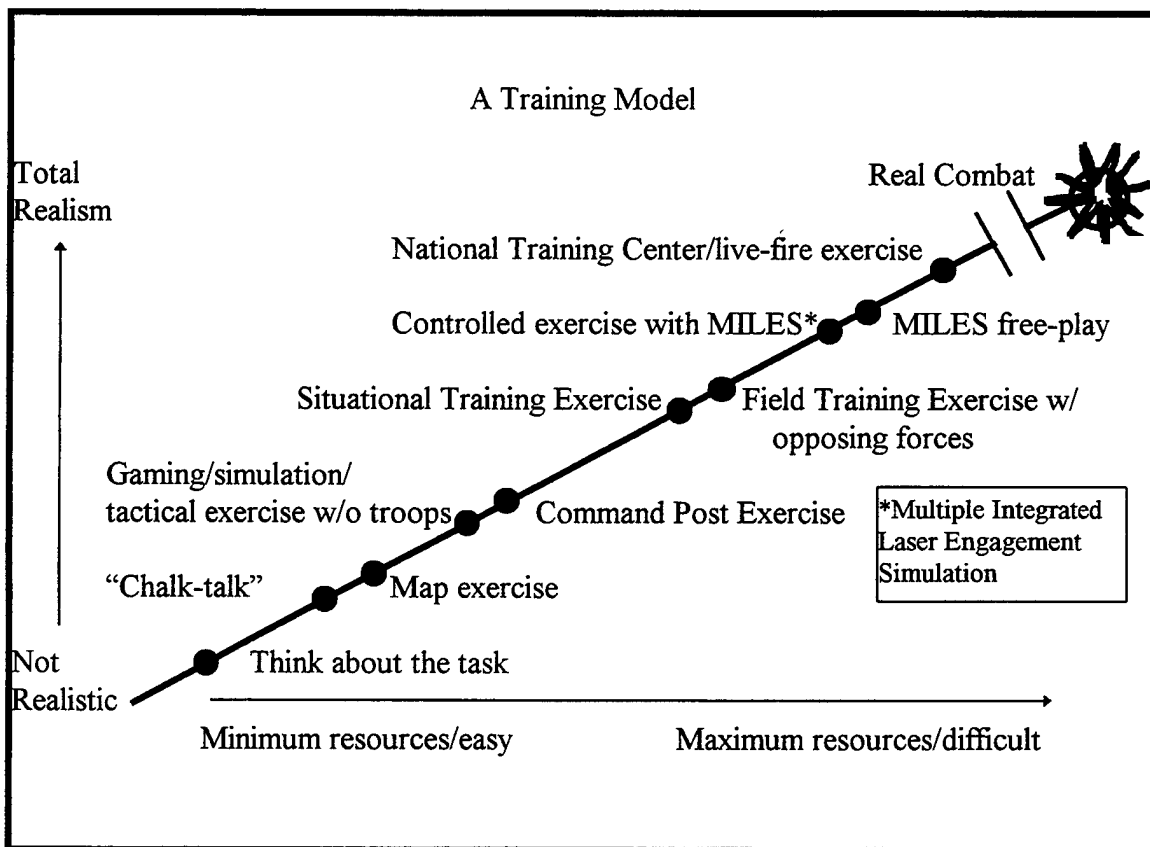 A Training Model
Total
Realism
Real Combat
National Training Center/live-fire exercise
Controlled exercise with MILES*
MILES free-play
Situational Training Exercise
Field Training Exercise w/
opposing forces
Gaming/simulation/
tactical exercise w/o troops
Command Post Exercise
*Multiple Integrated
Laser Engagement
Simulation
“Chalk-talk”
Map exercise
Not
Realistic
Think about the task
Minimum resources/easy
Maximum resources/difficult